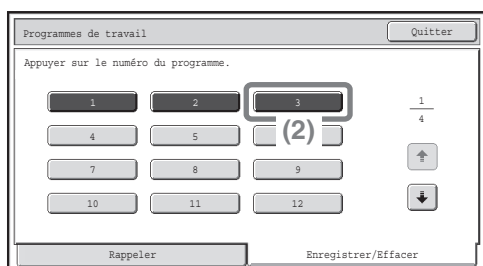 Programmes de travail
Quitter
Appuyer sur le numéro du programme.
1 2 3
1
4
4 5 (2)
7 8 9
10 11 12
Rappeler
Enregistrer/Effacer